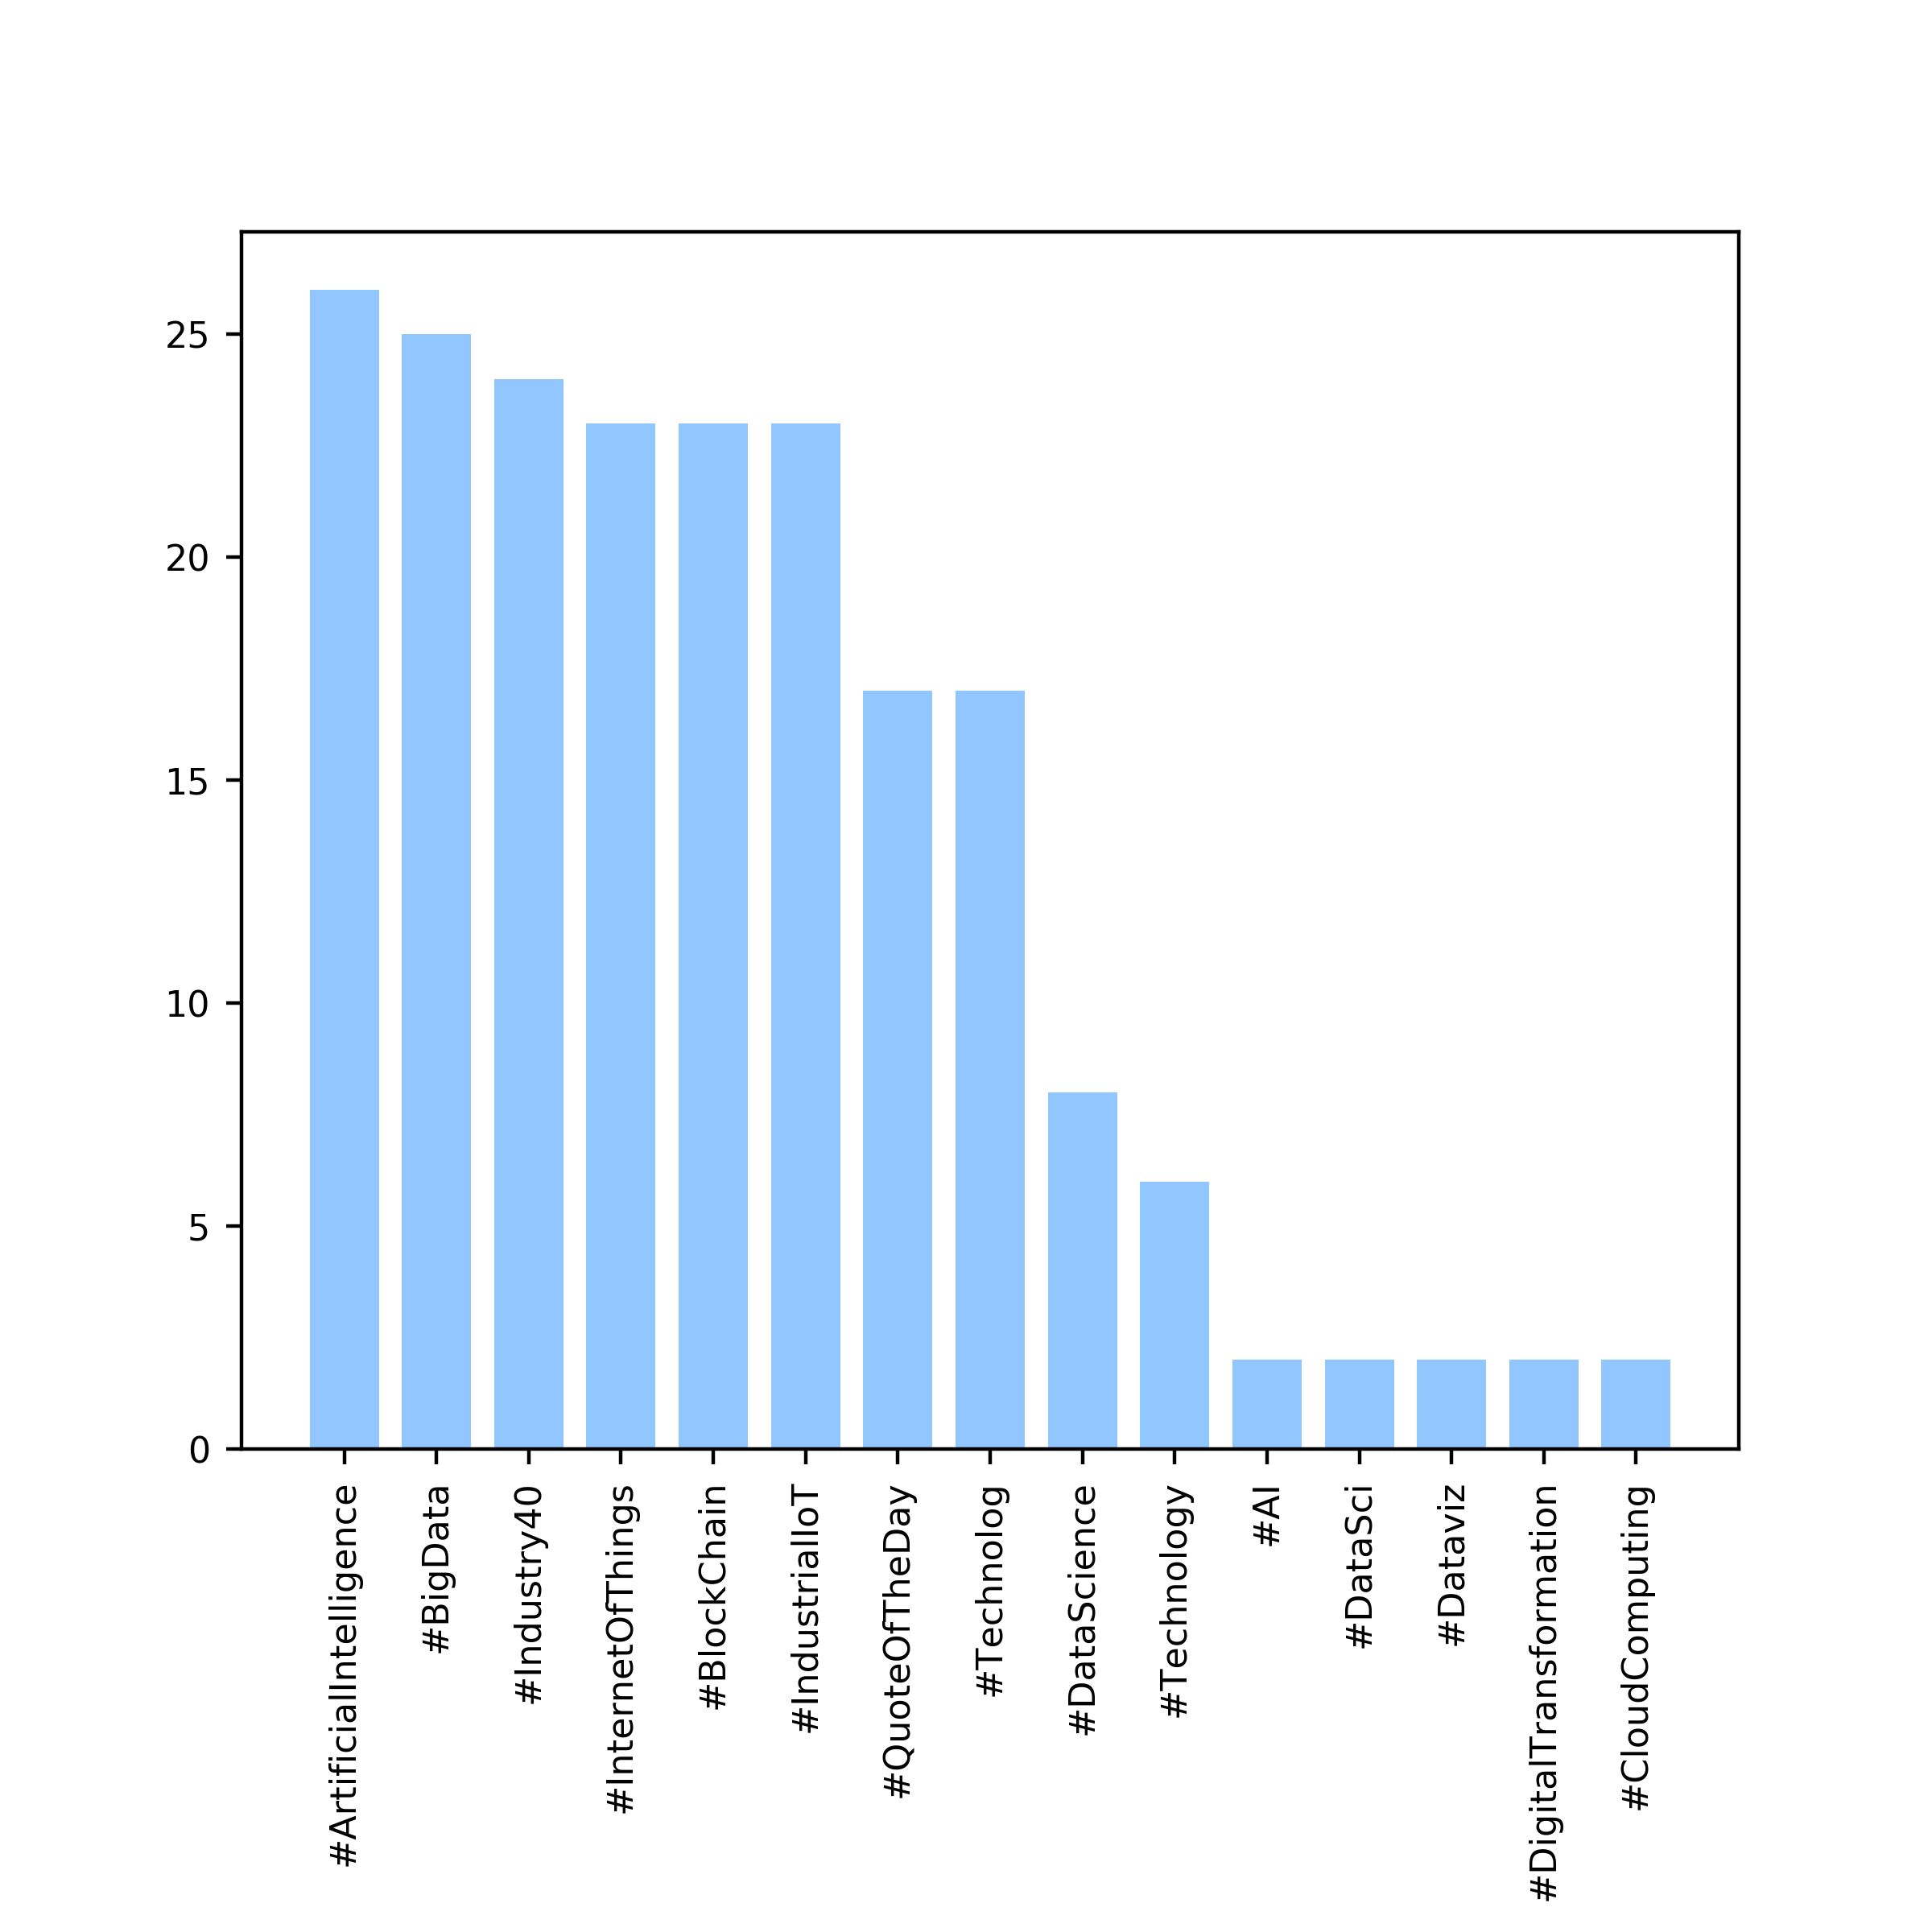 25
20
15
10
5
0
#ArtificialIntelligence
#BigData
#Industry40
#InternetOfThings
#BlockChain
#IndustrialIoT
#QuoteOfTheDay
#Technolog
#DataScience
#Technology
#AI
#DataSci
#Dataviz
#DigitalTransformation
#CloudComputing